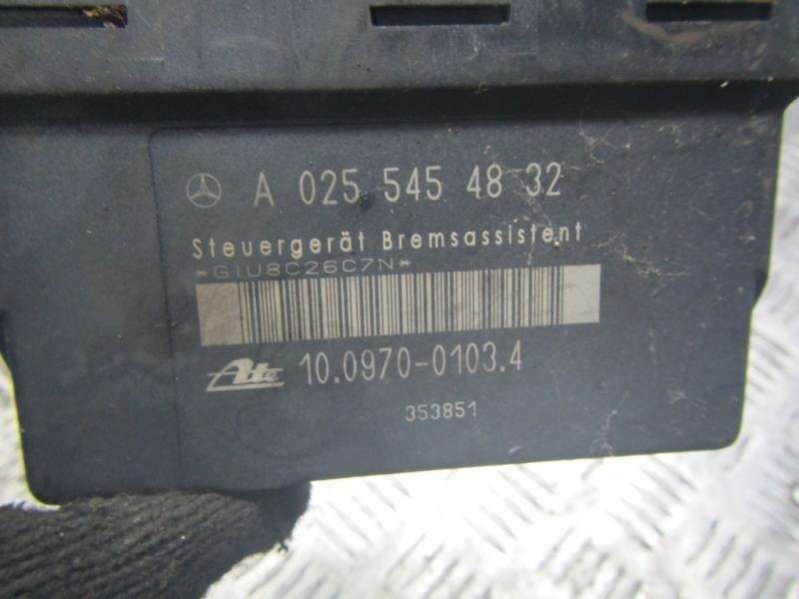 A 025 545 48 32
Steuergerät Bremsassistent
*GIU8C26C7N*
Ate 10.0970-0103.4
353851